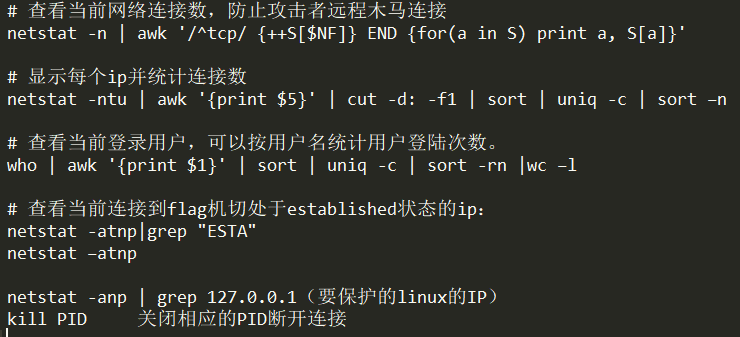 # 查看当前网络连接数，防止攻击者远程木马连接
netstat -n | awk '/^tcp/ {++S[$NF]} END {for(a in S) print a, S[a]}'
# 显示每个ip并统计连接数
netstat -ntu | awk '{print $5}' | cut -d: -f1 | sort | uniq -c | sort –n
# 查看当前登录用户，可以按用户名统计用户登陆次数。
who | awk '{print $1}' | sort | uniq -c | sort -rn |wc –l
# 查看当前连接到flag机切处于established状态的ip：
netstat -atnp|grep "ESTA"
netstat –atnp
netstat -anp | grep 127.0.0.1（要保护的linux的IP）
kill PID     关闭相应的PID断开连接